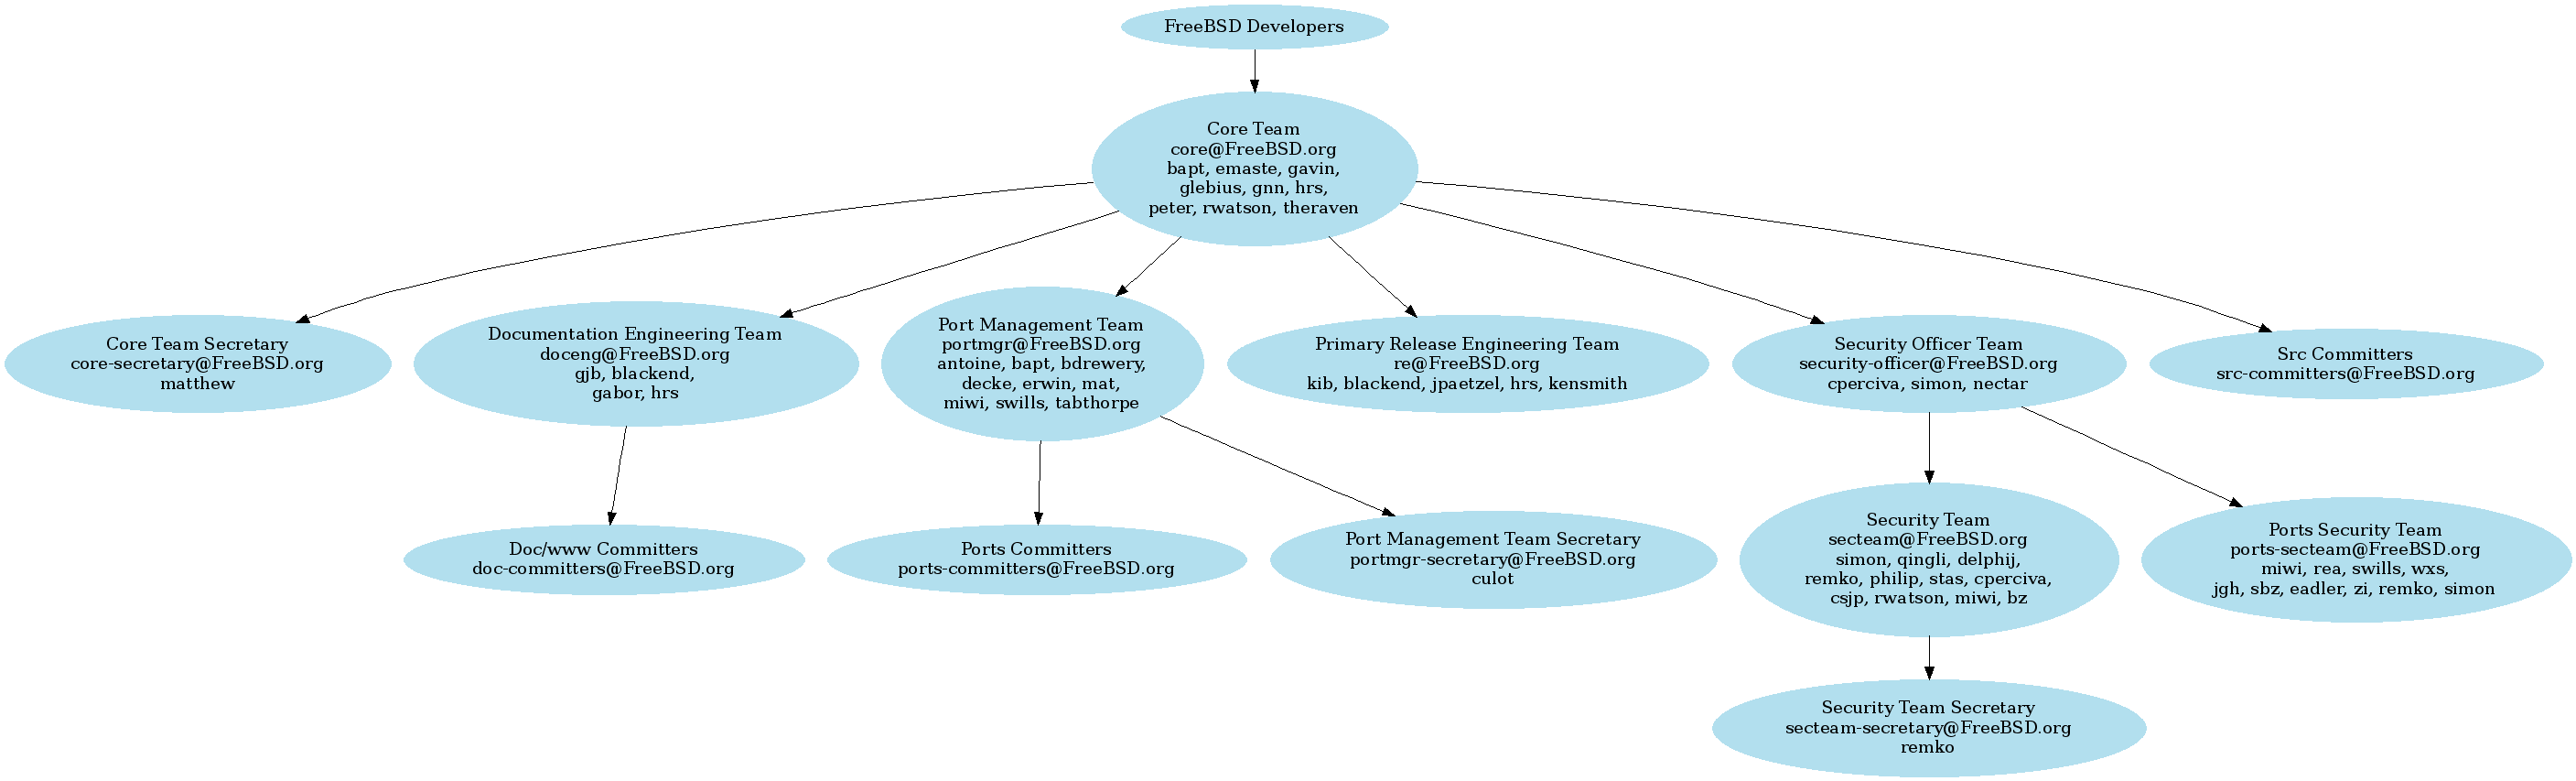 FreeBSD Developers
Core Team
core@FreeBSD.org
bapt, emaste, gavin,
glebius, gnn, hrs,
peter, rwatson, theraven
Core Team Secretary
core-secretary@FreeBSD.org
matthew
Documentation Engineering Team
doceng@FreeBSD.org
gjb, blackend,
gabor, hrs
Port Management Team
portmgr@FreeBSD.org
antoine, bapt, bdrewery,
decke, erwin, mat,
miwi, swills, tabthorpe
Primary Release Engineering Team
re@FreeBSD.org
kib, blackend, jpaetzel, hrs, kensmith
Security Officer Team
security-officer@FreeBSD.org
cperciva, simon, nectar
Src Committers
src-committers@FreeBSD.org
Doc/www Committers
doc-committers@FreeBSD.org
Ports Committers
ports-committers@FreeBSD.org
Port Management Team Secretary
portmgr-secretary@FreeBSD.org
culot
Security Team
secteam@FreeBSD.org
simon, qingli, delphij,
remko, philip, stas, cperciva,
csjp, rwatson, miwi, bz
Ports Security Team
ports-secteam@FreeBSD.org
miwi, rea, swills, wxs,
jgh, sbz, eadler, zi, remko, simon
Security Team Secretary
secteam-secretary@FreeBSD.org
remko